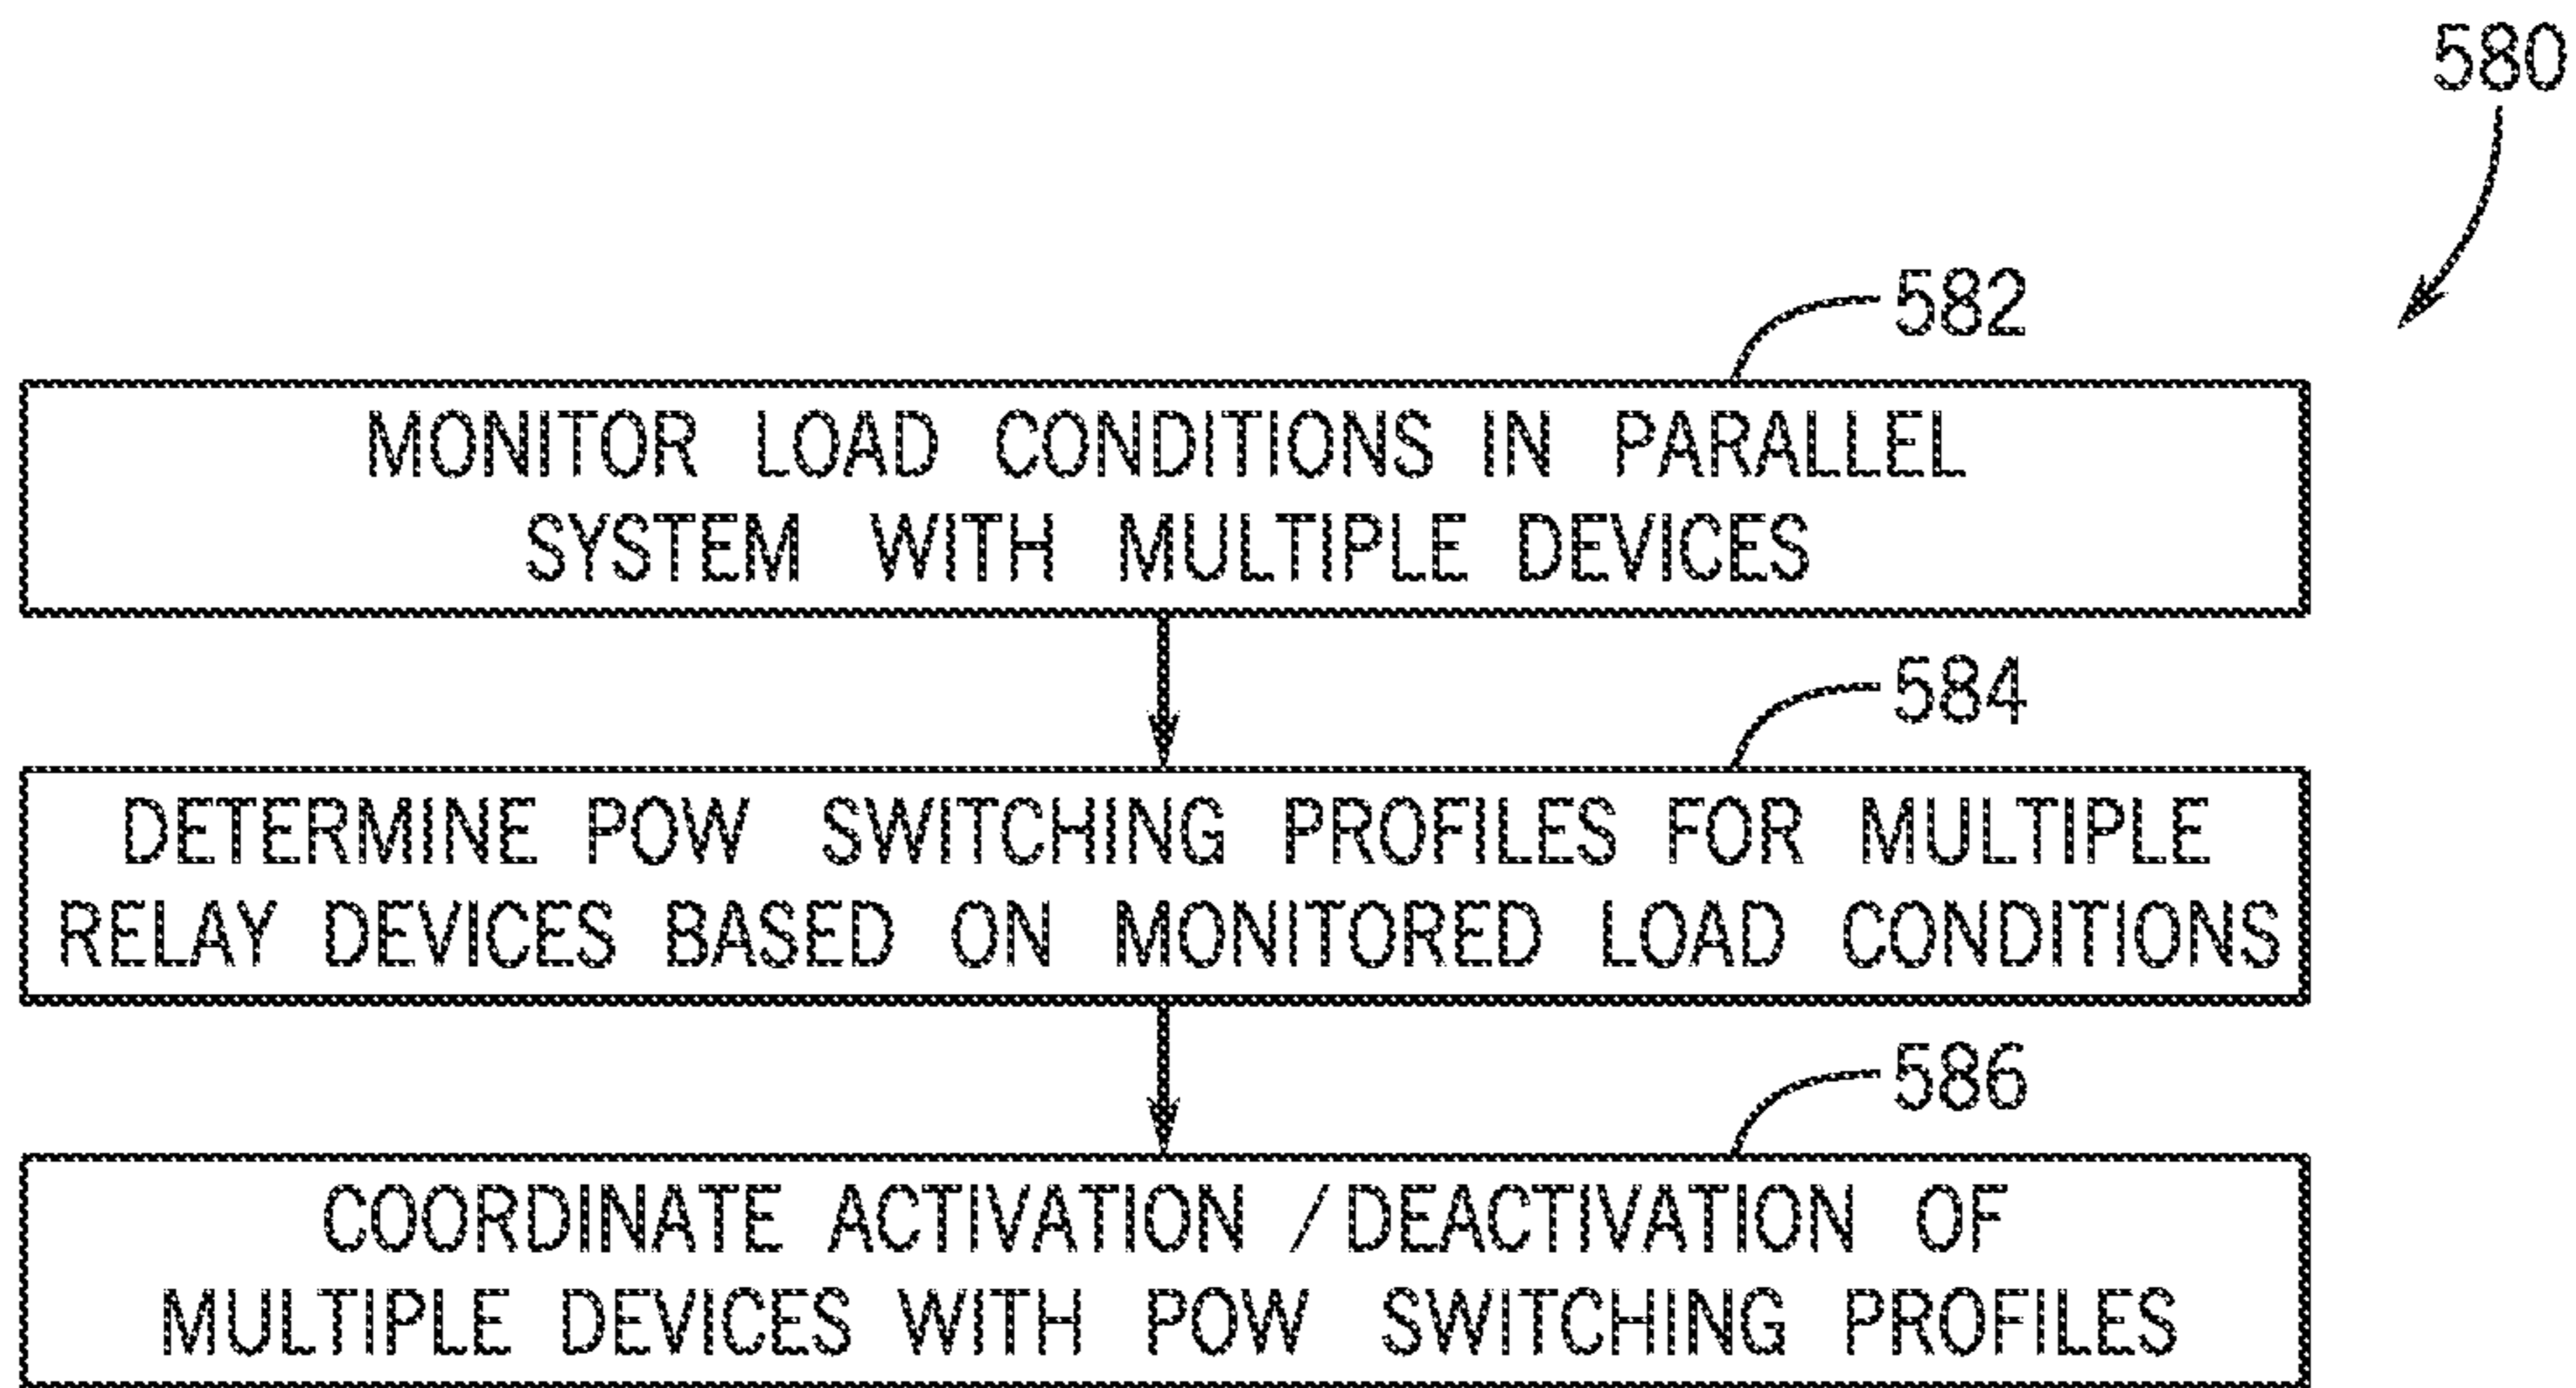 580
582
MONITOR LOAD CONDITIONS IN PARALLEL
SYSTEM WITH MULTIPLE DEVICES
584
DETERMINE POW SWITCHING PROFILES FOR MULTIPLE
RELAY DEVICES BASED ON MONITORED LOAD CONDITIONS
586
COORDINATE ACTIVATION /DEACTIVATION OF
MULTIPLE DEVICES WITH POW SWITCHING PROFILES